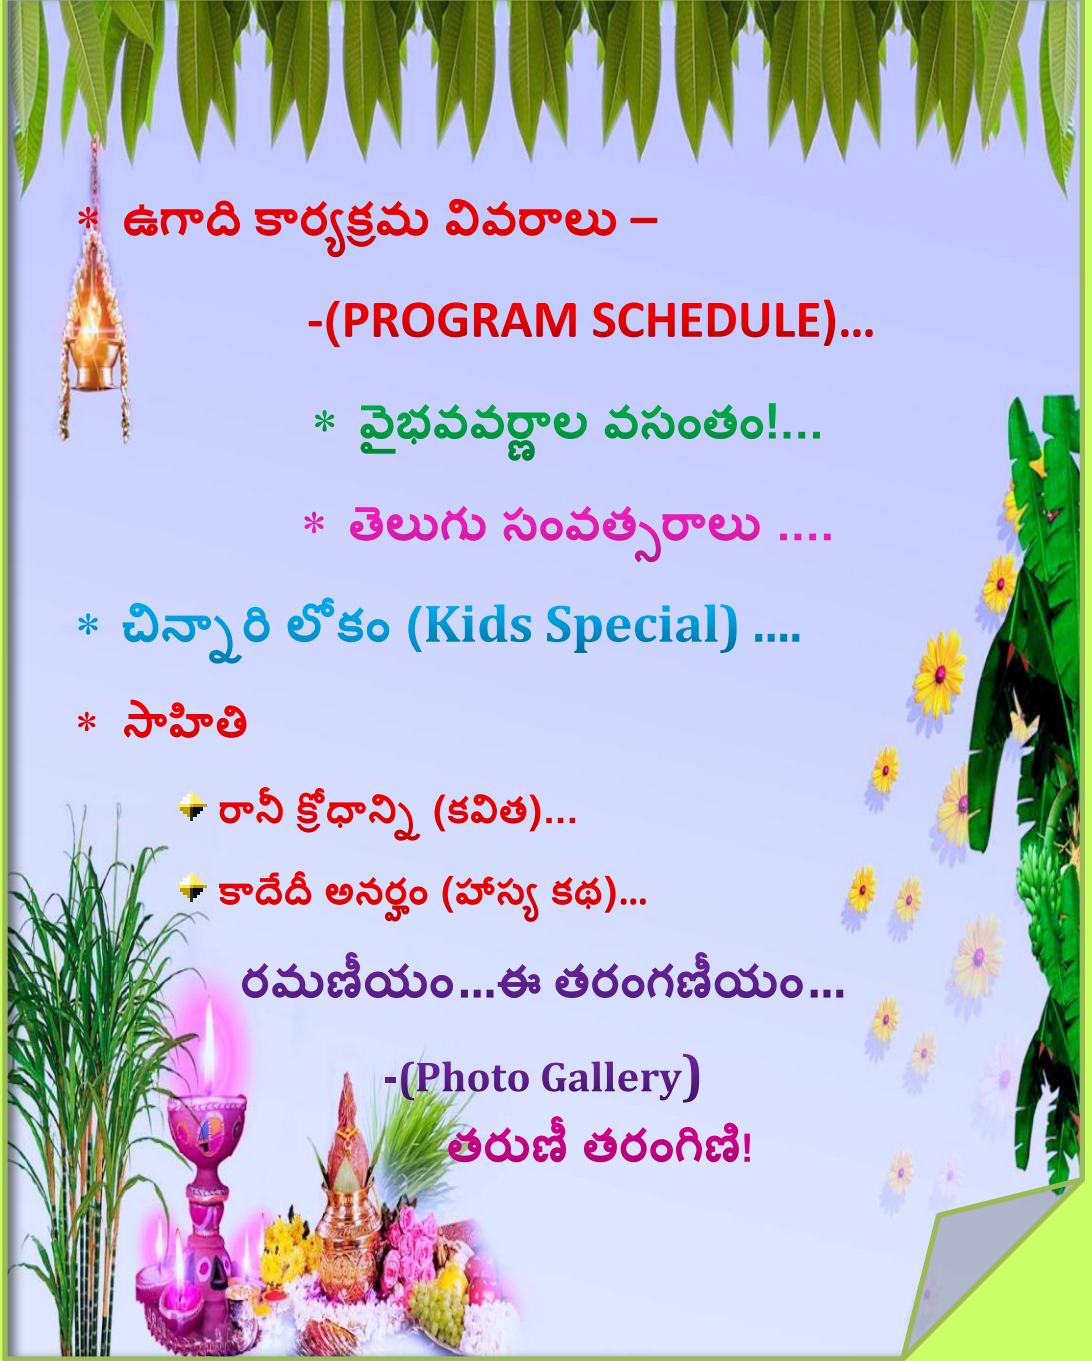 * ఉగాది కార్యక్రమ వివరాలు –
-(PROGRAM SCHEDULE)...
* వైభవవర్ణాల వసంతం!...
* తెలుగు సంవత్సరాలు ....
* చిన్నారి లోకం (Kids Special) ....
* సాహితి
రానీ క్రోధాన్ని (కవిత)...
కాదేదీ అనర్హం (హాస్య కథ)...
రమణీయం...ఈ తరంగణీయం...
-(Photo Gallery)
తరుణీ తరంగిణి!